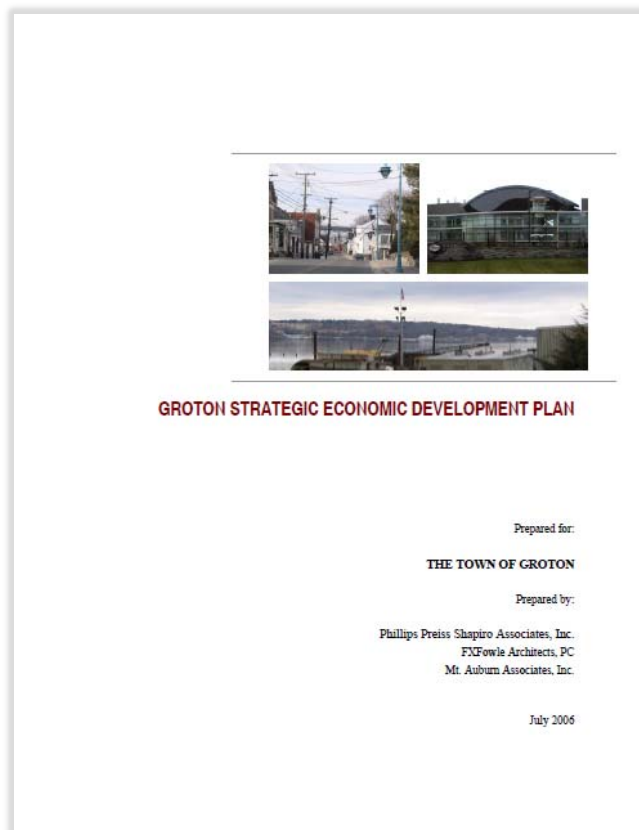 GROTON STRATEGIC ECONOMIC DEVELOPMENT PLAN
Prepared for:
THE TOWN OF GROTON
Prepared by:
Phillips Preiss Shapiro Associates, Inc.
FXFowle Architects, PC
Mt. Auburn Associates, Inc.
July 2006